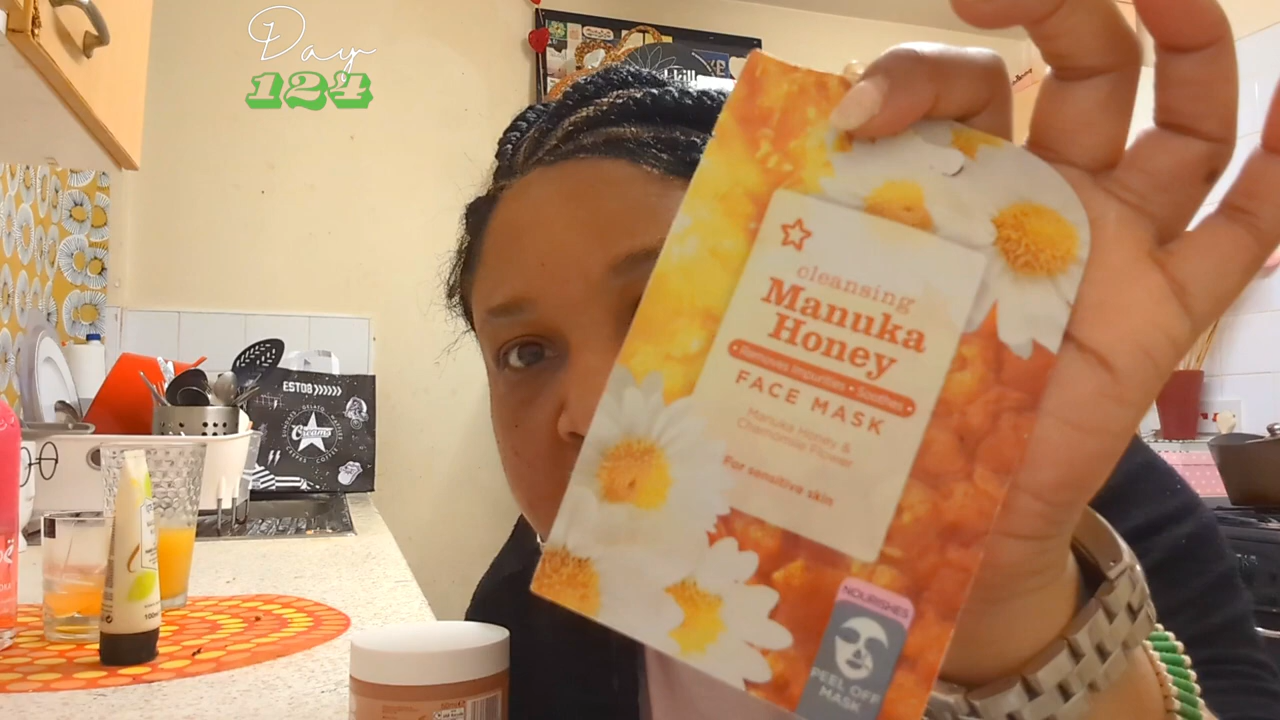 Day
124
cleansing
Manuka
Honey
• Removes Impurities • Soothes •
FACE MASK
Manuka Honey &
Chamomile Flower
For sensitive skin
NOURISHES
PEEL OFF
MASK
ESTO8 >>>>>>
Creams